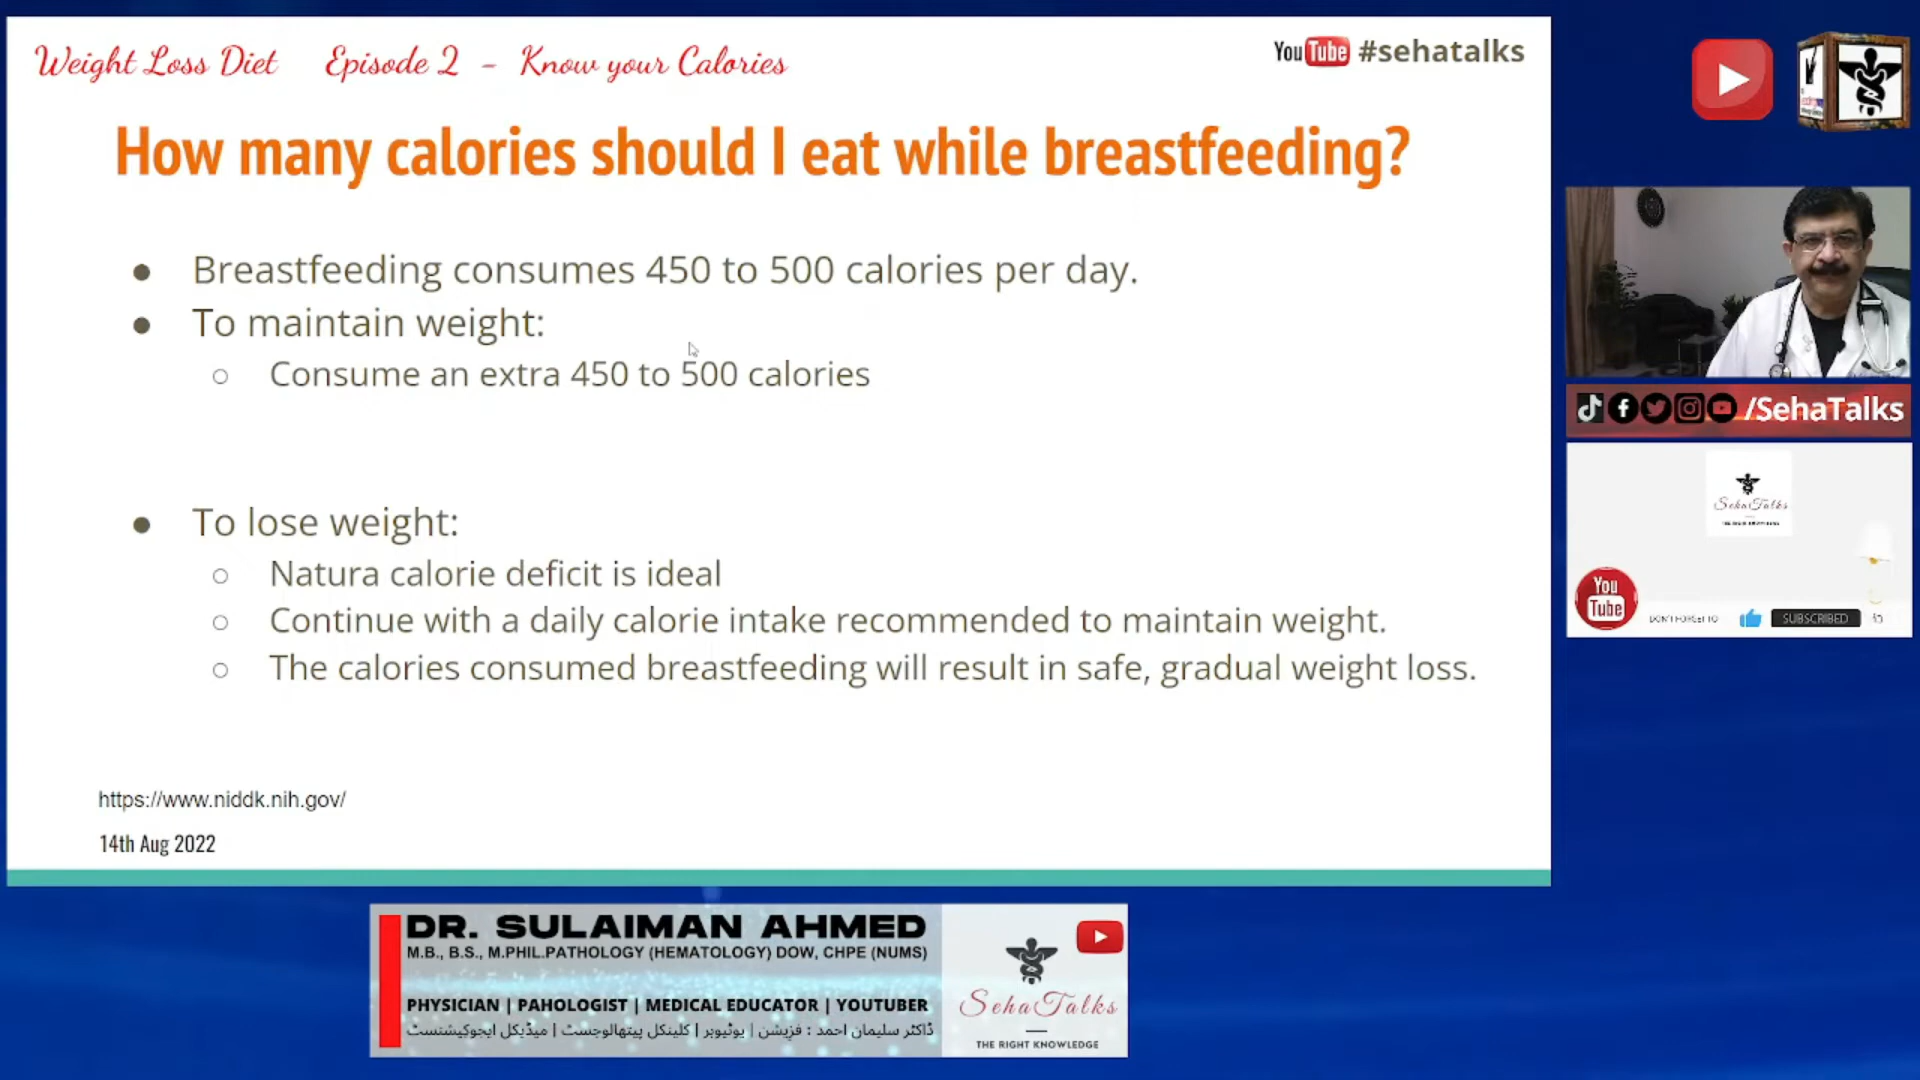 Weight Loss Diet Episode 2 - Know your Calories
YouTube #sehatalks
How many calories should I eat while breastfeeding?
Breastfeeding consumes 450 to 500 calories per day.
To maintain weight:
Consume an extra 450 to 500 calories
To lose weight:
Natura calorie deficit is ideal
Continue with a daily calorie intake recommended to maintain weight.
The calories consumed breastfeeding will result in safe, gradual weight loss.
https://www.niddk.nih.gov/
14th Aug 2022
/SehaTalks
SehaTalks
You
Tube
DON'T FORGET TO
SUBSCRIBED
DR. SULAIMAN AHMED
M.B., B.S., M.PHIL.PATHOLOGY (HEMATOLOGY) DOW, CHPE (NUMS)
PHYSICIAN | PAHOLOGIST | MEDICAL EDUCATOR | YOUTUBER
ڈاکٹر سلیمان احمد : فزیشن | یوٹیوبر | کلینکل پیتھالوجسٹ | میڈیکل ایجوکیشنسٹ
SehaTalks
THE RIGHT KNOWLEDGE